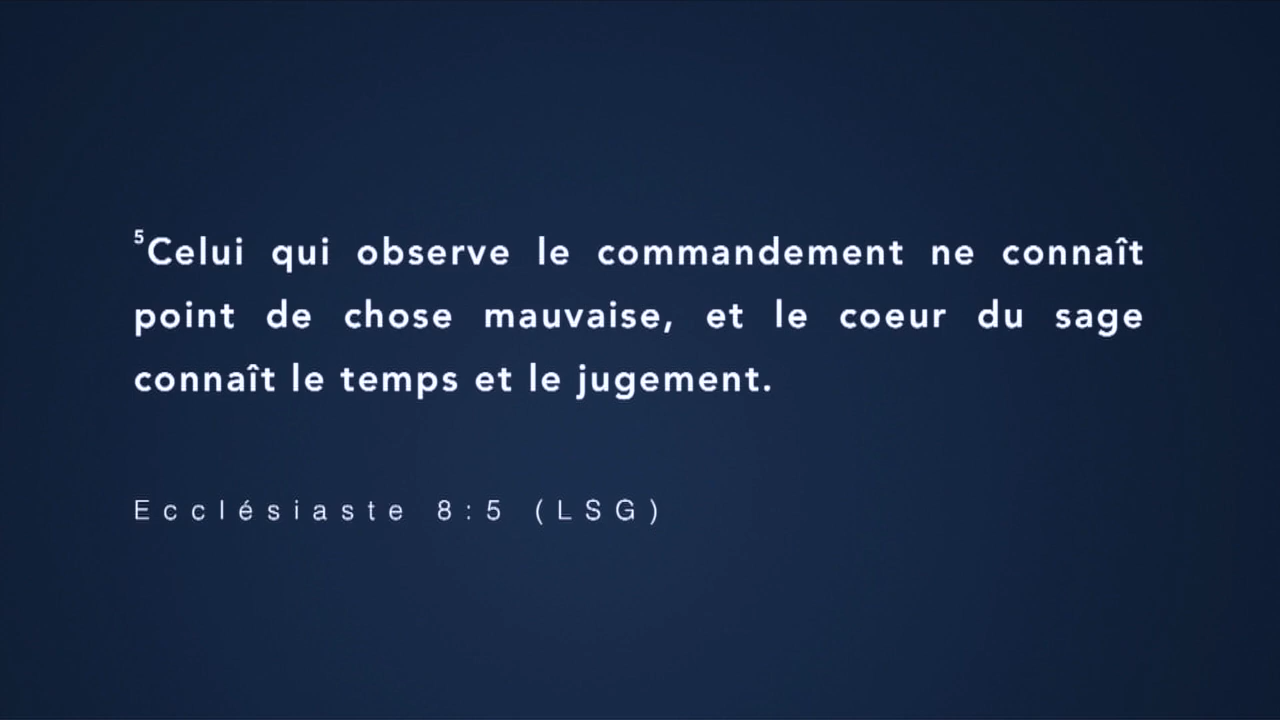 ⁵Celui qui observe le commandement ne connaît
point de chose mauvaise, et le coeur du sage
connaît le temps et le jugement.
Ecclésiaste 8:5 (LSG)